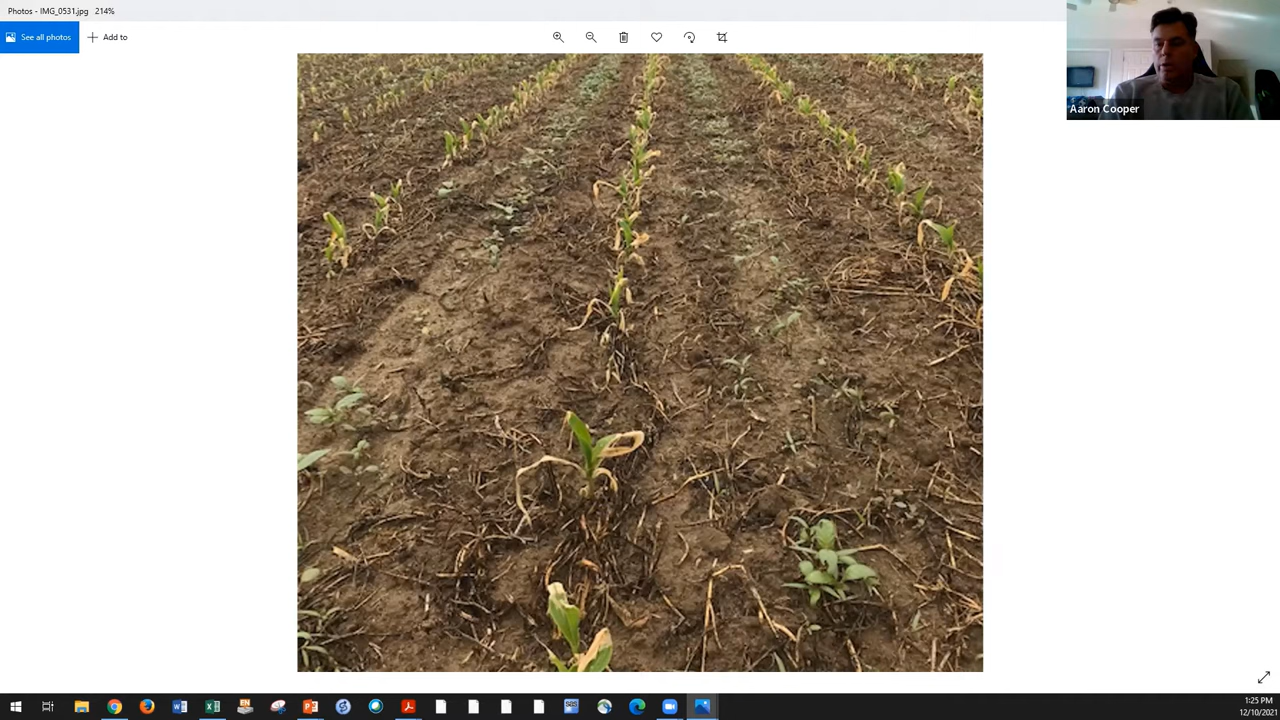 Photos - IMG_0531.jpg 214%
See all photos
Add to
Aaron Cooper
1:25 PM
12/10/2021